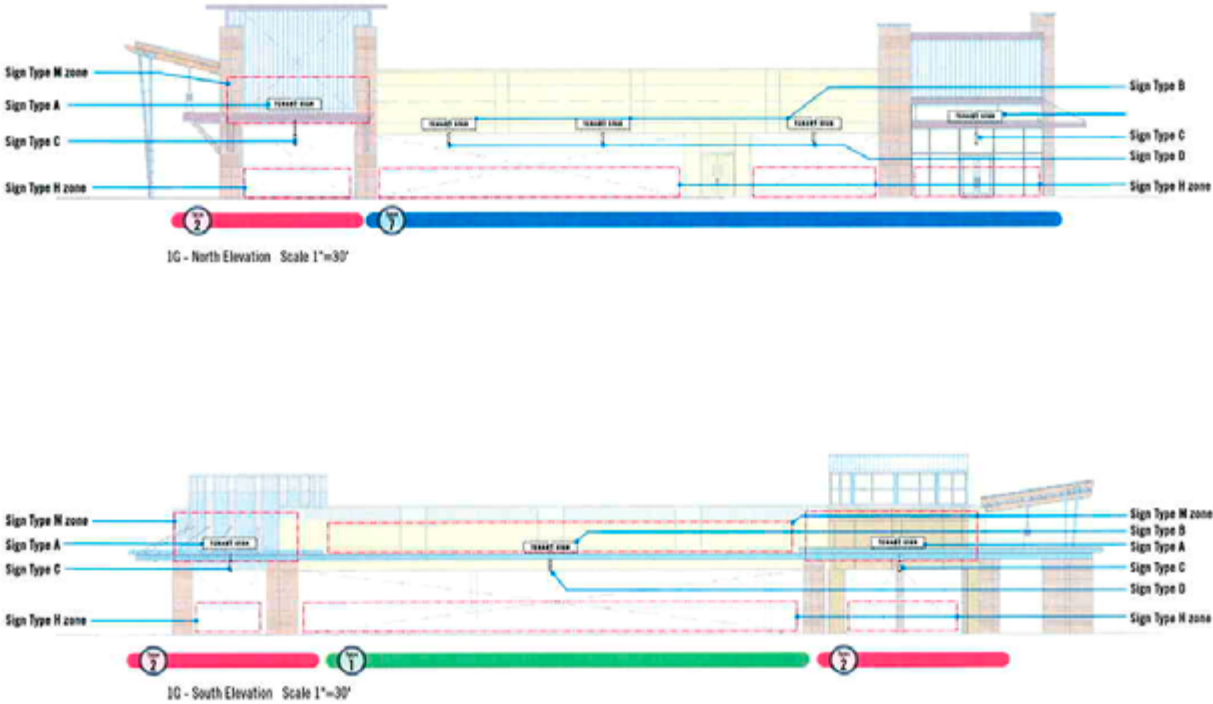 Sign Type M zone
Sign Type B
Sign Type A
TENANT SIGN
TENANT SIGN
TENANT SIGN
TENANT SIGN
TENANT SIGN
Sign Type C
Sign Type C
Sign Type D
Sign Type H zone
Sign Type H zone
2
7
1G - North Elevation Scale 1"=30'
Sign Type M zone
Sign Type M zone
Sign Type B
Sign Type A
TENANT SIGN
TENANT SIGN
TENANT SIGN
Sign Type A
Sign Type C
Sign Type C
Sign Type D
Sign Type H zone
Sign Type H zone
2
1
2
1G - South Elevation Scale 1"=30'